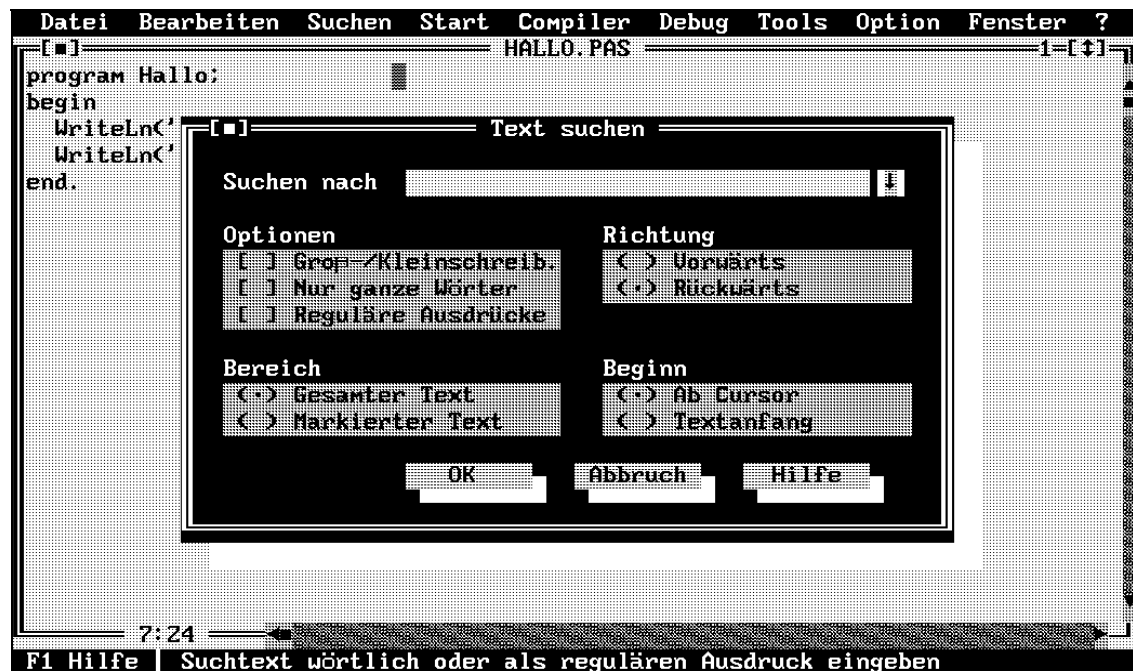 Datei Bearbeiten Suchen Start Compiler Debug Tools Option Fenster ?
[■] HALLO.PAS 1=[↕]
program Hallo;
begin
WriteLn('
WriteLn('
end.
[■] Text suchen
Suchen nach ↓
Optionen
[ ] Groß-/Kleinschreib.
[ ] Nur ganze Wörter
[ ] Reguläre Ausdrücke
Richtung
( ) Vorwärts
(·) Rückwärts
Bereich
(·) Gesamter Text
( ) Markierter Text
Beginn
(·) Ab Cursor
( ) Textanfang
OK Abbruch Hilfe
7:24
F1 Hilfe | Suchtext wörtlich oder als regulären Ausdruck eingeben